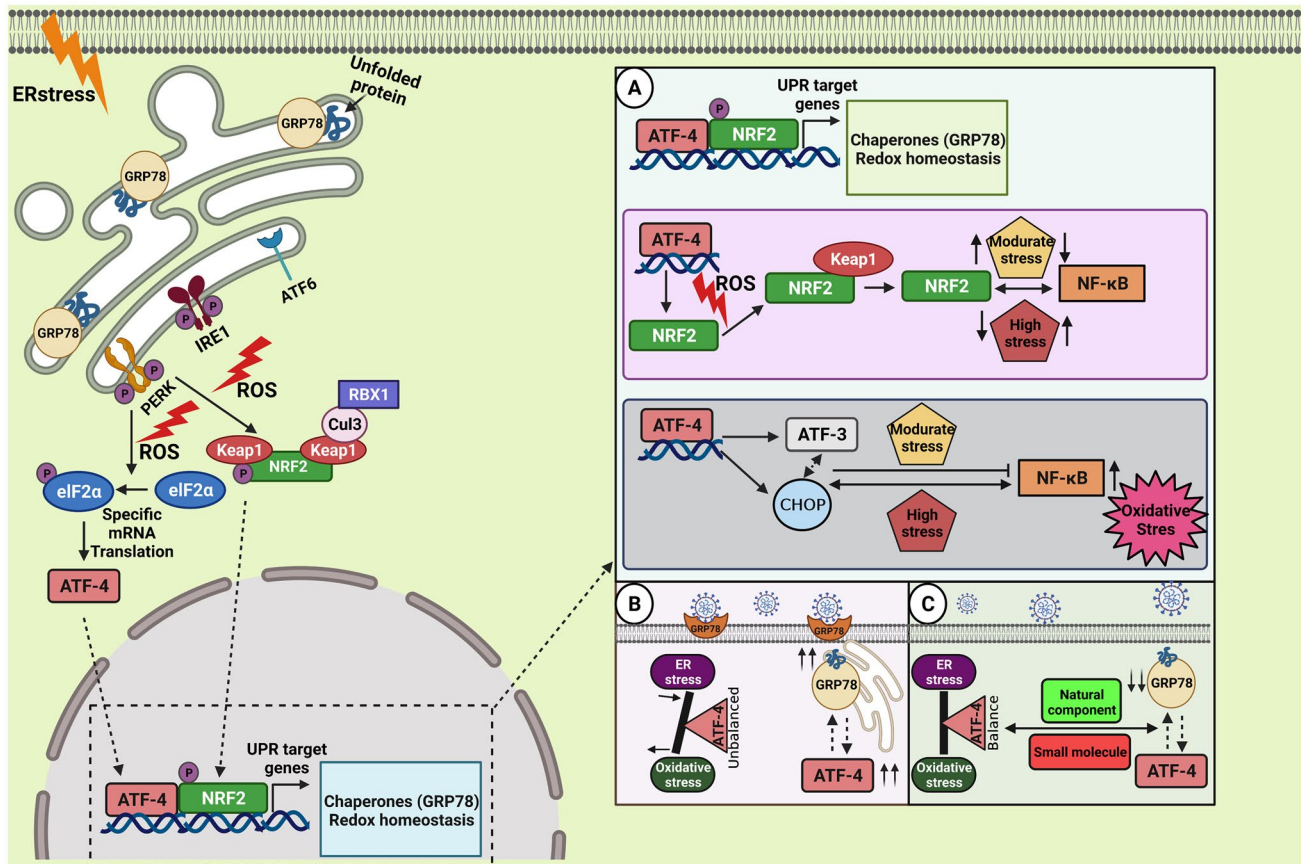 ERstress
Unfolded
protein
GRP78
GRP78
GRP78
ATF6
P
P
IRE1
P
P
PERK
ROS
ROS
RBX1
Cul3
Keap1
Keap1
NRF2
P
P
eIF2α
eIF2α
Specific
mRNA
Translation
ATF-4
P
ATF-4
NRF2
UPR target
genes
Chaperones (GRP78)
Redox homeostasis
A
P
ATF-4
NRF2
UPR target
genes
Chaperones (GRP78)
Redox homeostasis
ATF-4
ROS
NRF2
Keap1
NRF2
NRF2
Modurate
stress
High
stress
NF-κB
ATF-4
ATF-3
CHOP
Modurate
stress
High
stress
NF-κB
Oxidative
Stres
B
GRP78
GRP78
ER
stress
ATF-4
Unbalanced
Oxidative
stress
GRP78
ATF-4
C
ER
stress
ATF-4
Balance
Oxidative
stress
Natural
component
Small molecule
GRP78
ATF-4